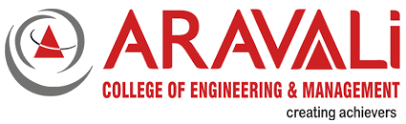 ARAVALi
COLLEGE OF ENGINEERING & MANAGEMENT
creating achievers